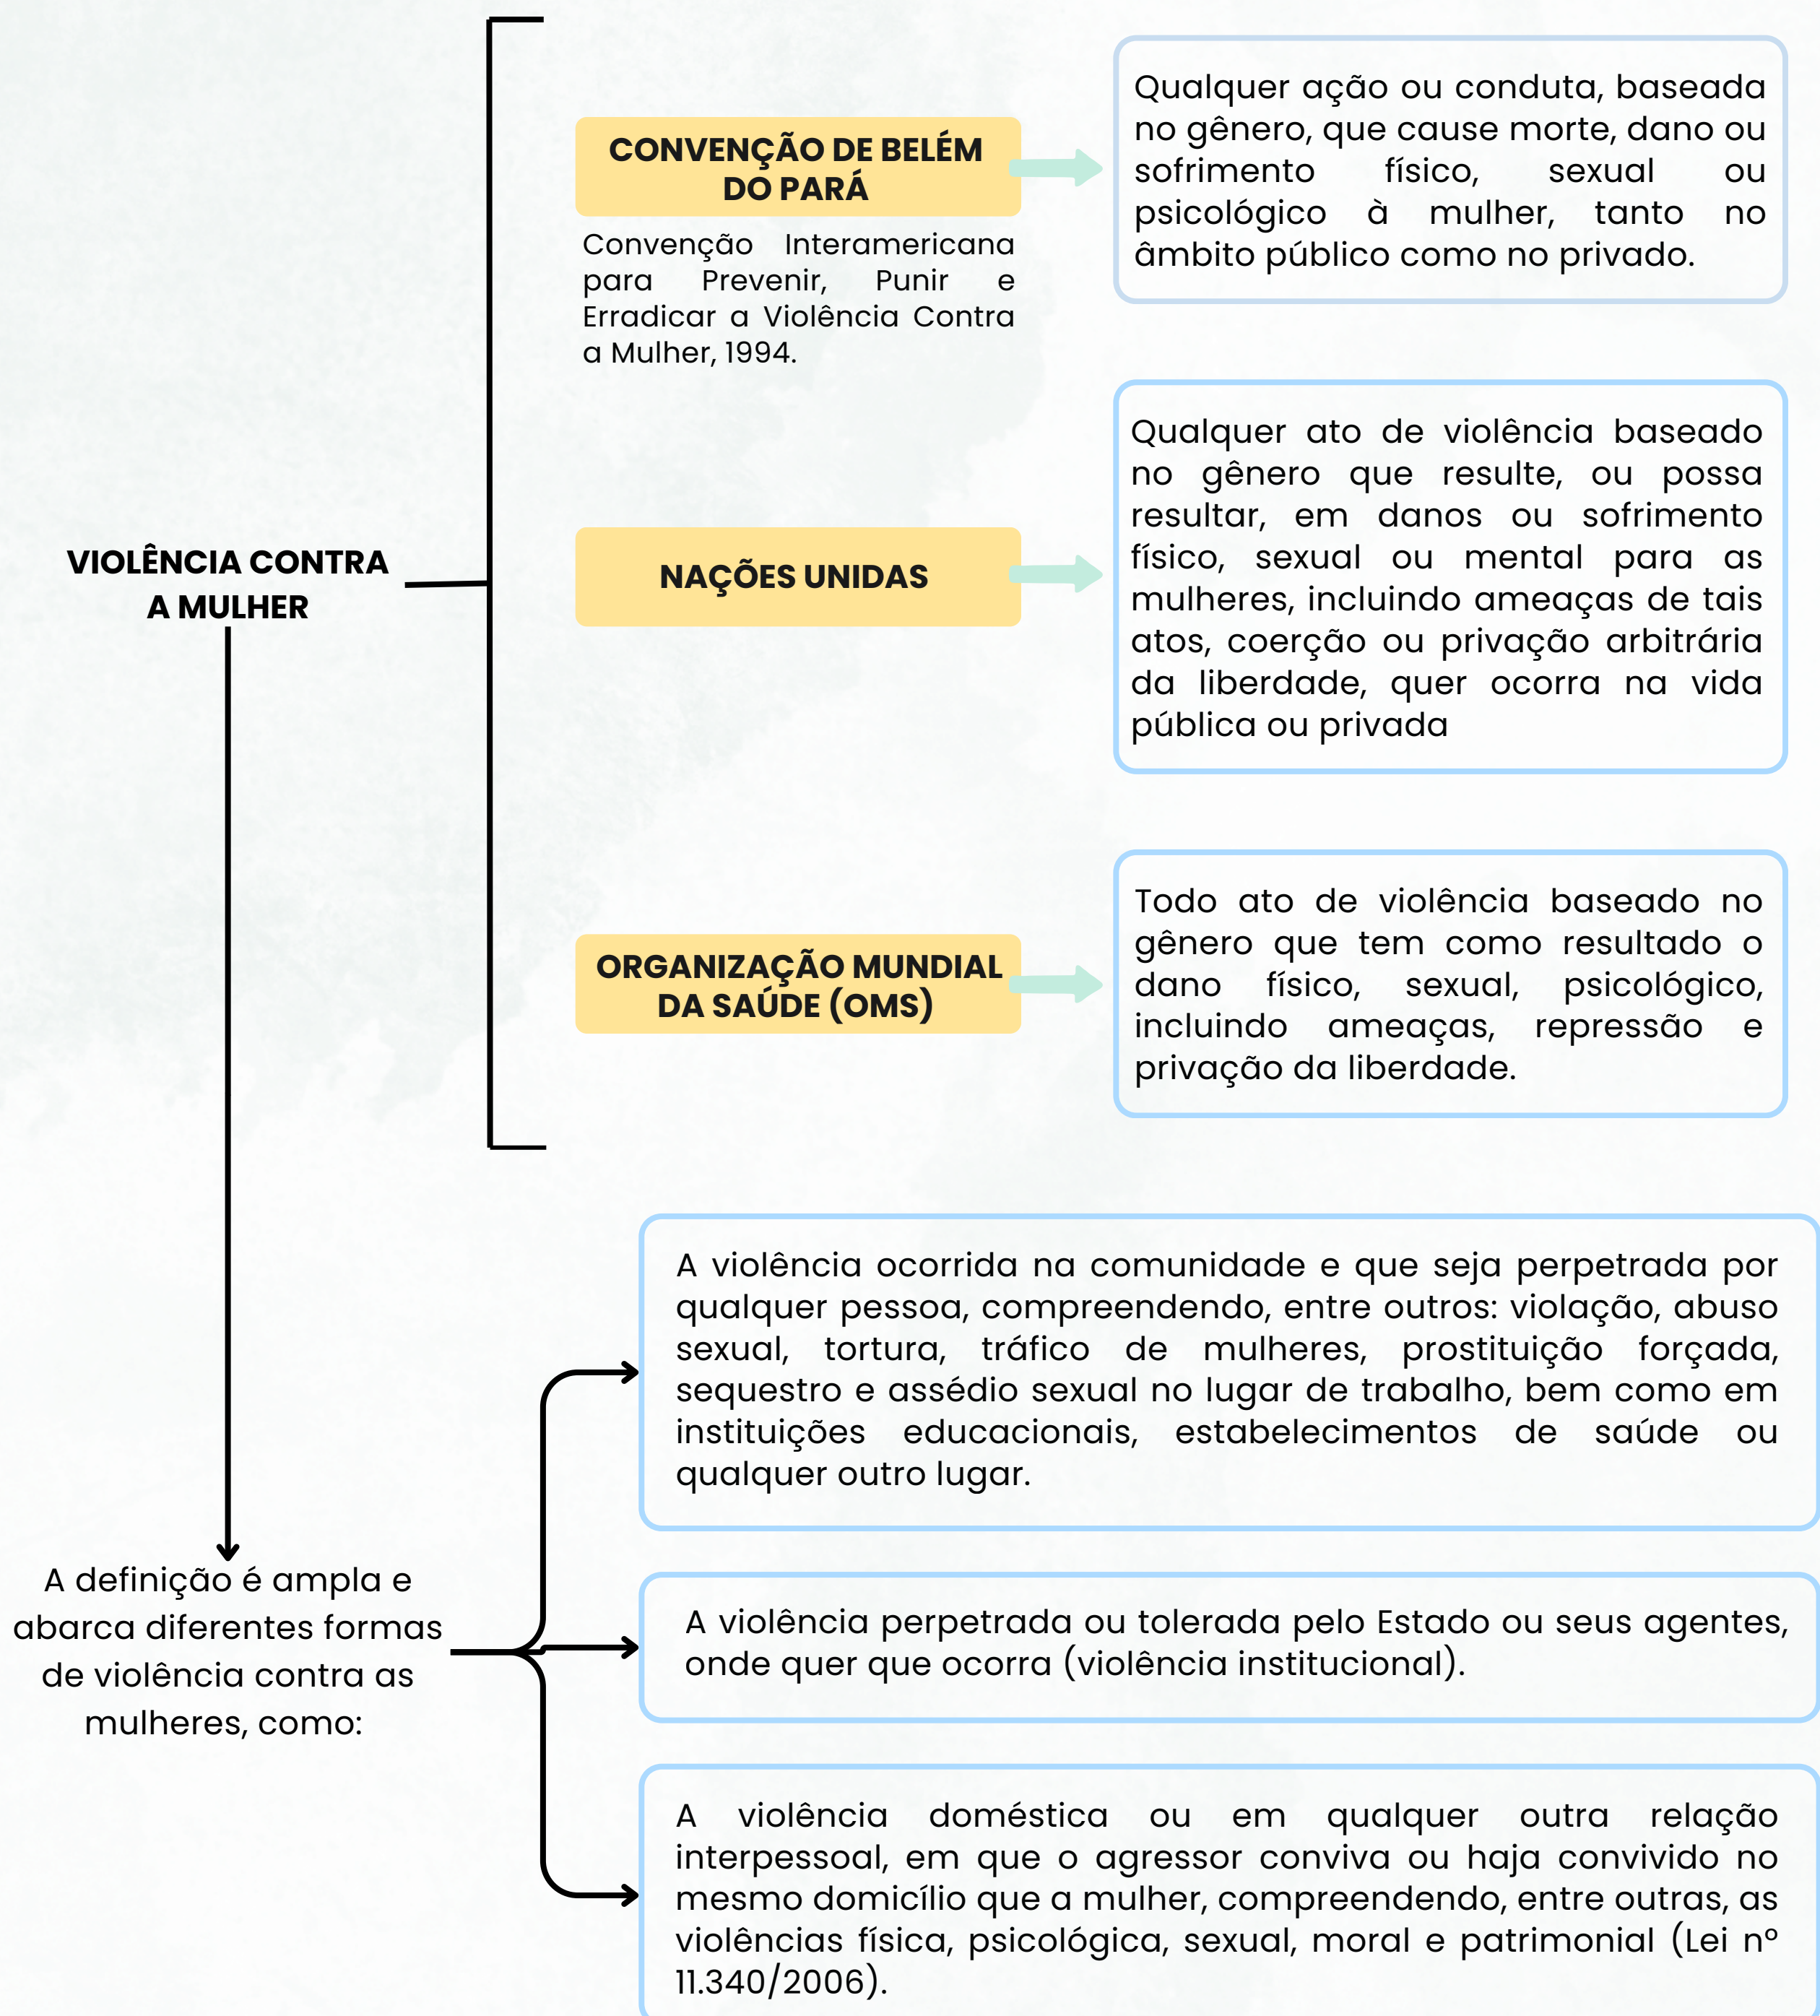 CONVENÇÃO DE BELÉM
DO PARÁ
Convenção Interamericana
para Prevenir, Punir e
Erradicar a Violência Contra
a Mulher, 1994.
Qualquer ação ou conduta, baseada
no gênero, que cause morte, dano ou
sofrimento físico, sexual ou
psicológico à mulher, tanto no
âmbito público como no privado.
VIOLÊNCIA CONTRA
A MULHER
NAÇÕES UNIDAS
Qualquer ato de violência baseado
no gênero que resulte, ou possa
resultar, em danos ou sofrimento
físico, sexual ou mental para as
mulheres, incluindo ameaças de tais
atos, coerção ou privação arbitrária
da liberdade, quer ocorra na vida
pública ou privada
ORGANIZAÇÃO MUNDIAL
DA SAÚDE (OMS)
Todo ato de violência baseado no
gênero que tem como resultado o
dano físico, sexual, psicológico,
incluindo ameaças, repressão e
privação da liberdade.
A definição é ampla e
abarca diferentes formas
de violência contra as
mulheres, como:
A violência ocorrida na comunidade e que seja perpetrada por
qualquer pessoa, compreendendo, entre outros: violação, abuso
sexual, tortura, tráfico de mulheres, prostituição forçada,
sequestro e assédio sexual no lugar de trabalho, bem como em
instituições educacionais, estabelecimentos de saúde ou
qualquer outro lugar.
A violência perpetrada ou tolerada pelo Estado ou seus agentes,
onde quer que ocorra (violência institucional).
A violência doméstica ou em qualquer outra relação
interpessoal, em que o agressor conviva ou haja convivido no
mesmo domicílio que a mulher, compreendendo, entre outras, as
violências física, psicológica, sexual, moral e patrimonial (Lei nº
11.340/2006).